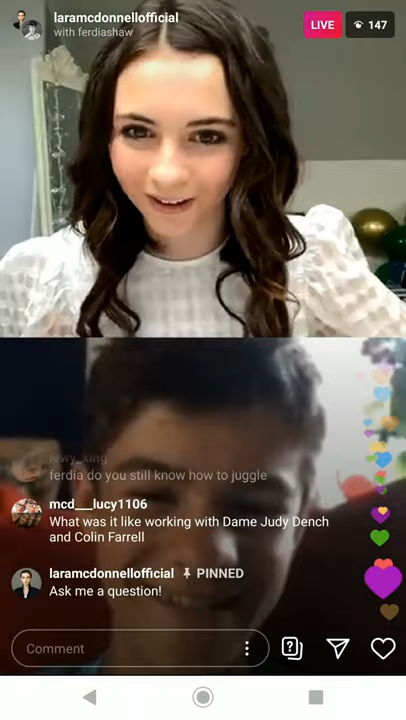 laramcdonnellofficial
with ferdiashaw
LIVE
147
lewy_xing
ferdia do you still know how to juggle
mcd__lucy1106
What was it like working with Dame Judy Dench
and Colin Farrell
laramcdonnellofficial PINNED
Ask me a question!
Comment